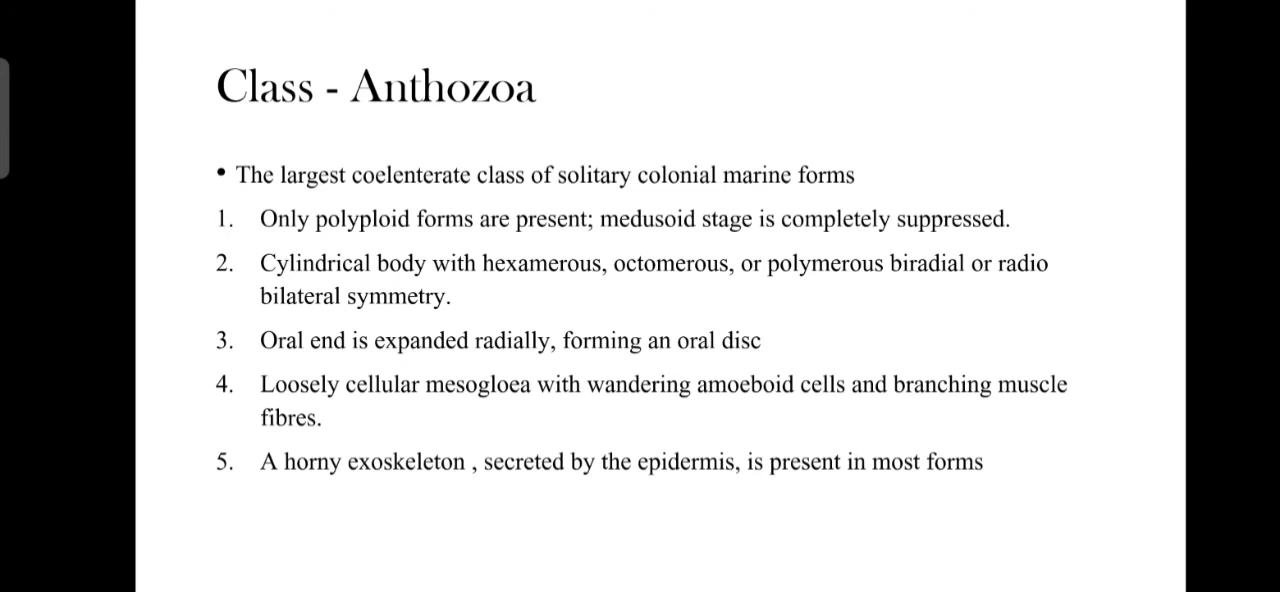 Class - Anthozoa
• The largest coelenterate class of solitary colonial marine forms
1. Only polyploid forms are present; medusoid stage is completely suppressed.
2. Cylindrical body with hexamerous, octomerous, or polymerous biradial or radio
bilateral symmetry.
3. Oral end is expanded radially, forming an oral disc
4. Loosely cellular mesogloea with wandering amoeboid cells and branching muscle
fibres.
5. A horny exoskeleton , secreted by the epidermis, is present in most forms